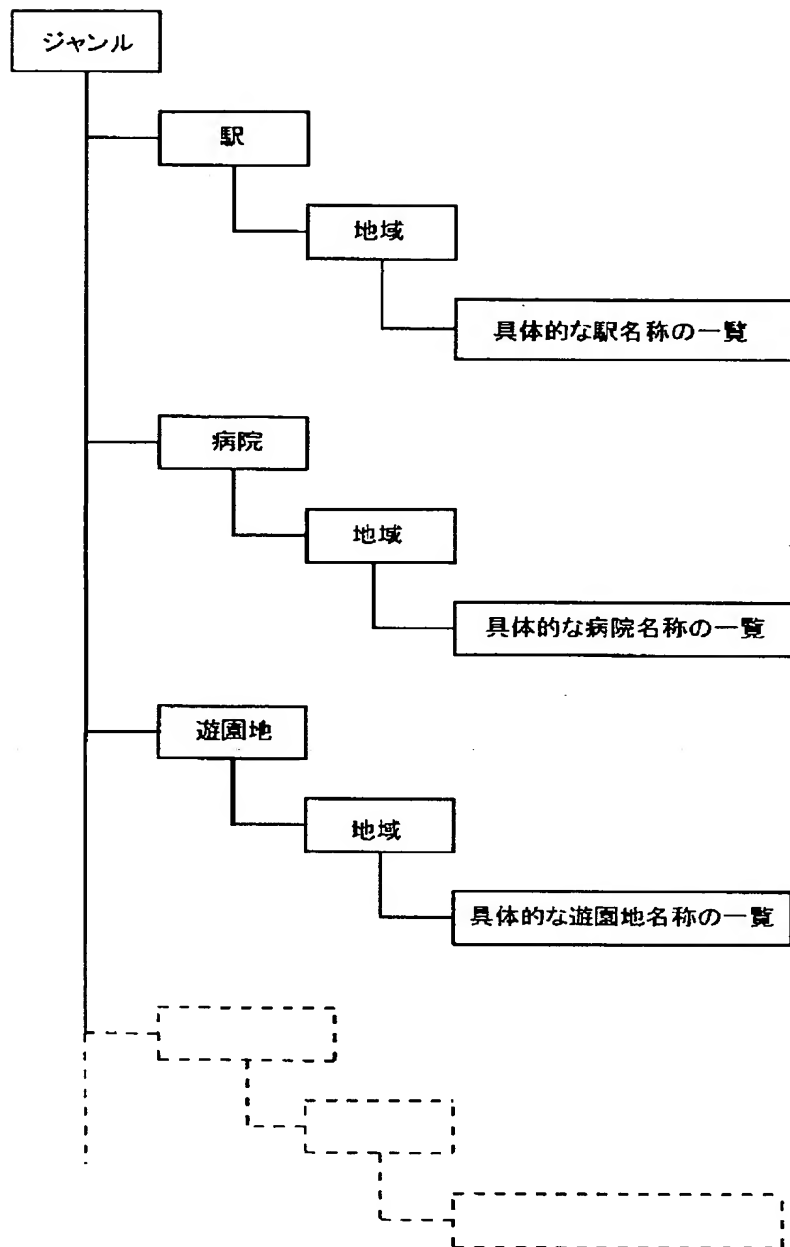 ジャンル
駅
地域
具体的な駅名称の一覧
病院
地域
具体的な病院名称の一覧
遊園地
地域
具体的な遊園地名称の一覧